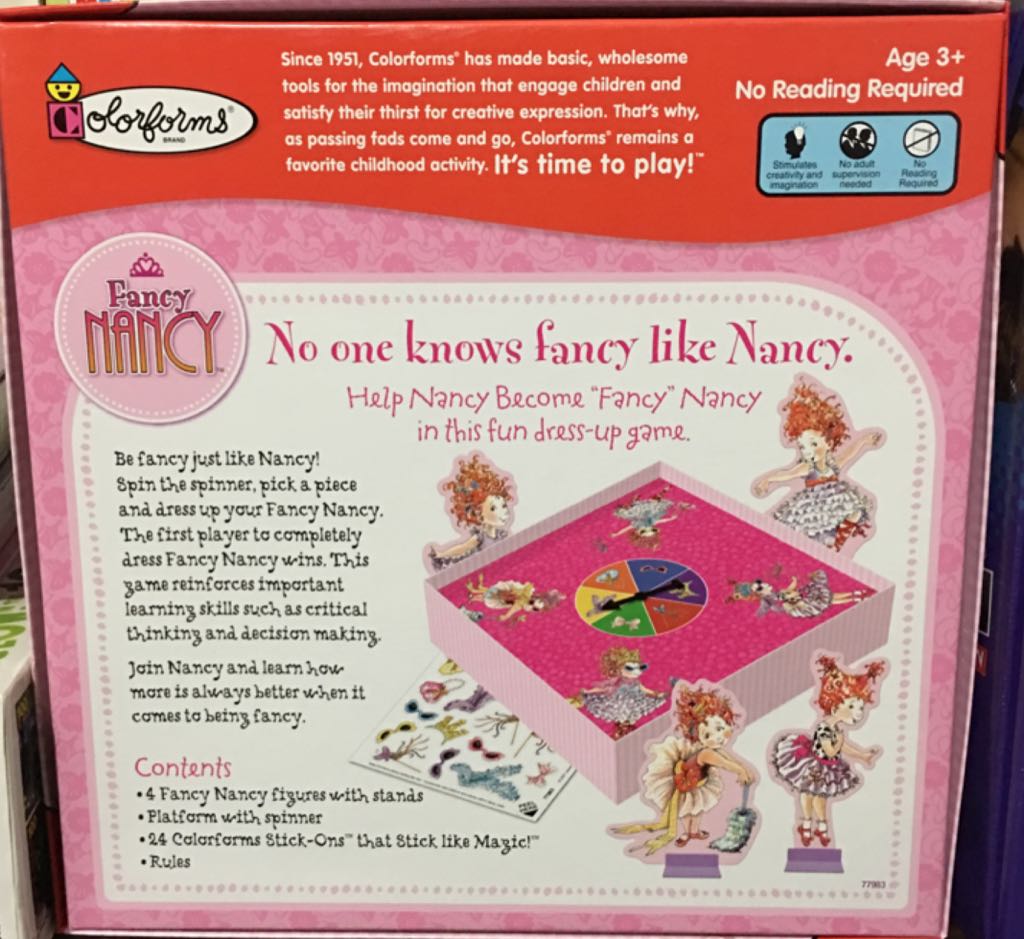 Colorforms®
BRAND
Since 1951, Colorforms® has made basic, wholesome
tools for the imagination that engage children and
satisfy their thirst for creative expression. That's why,
as passing fads come and go, Colorforms® remains a
favorite childhood activity. It's time to play!™
Age 3+
No Reading Required
Stimulates
creativity and
imagination
No adult
supervision
needed
No
Reading
Required
Fancy
NANCY™
No one knows fancy like Nancy.
Help Nancy Become "Fancy" Nancy
in this fun dress-up game.
Be fancy just like Nancy!
Spin the spinner, pick a piece
and dress up your Fancy Nancy.
The first player to completely
dress Fancy Nancy wins. This
game reinforces important
learning skills such as critical
thinking and decision making.
Join Nancy and learn how
more is always better when it
comes to being fancy.
Contents
• 4 Fancy Nancy figures with stands
• Platform with spinner
• 24 Colorforms Stick-Ons™ that Stick like Magic!™
• Rules
77983